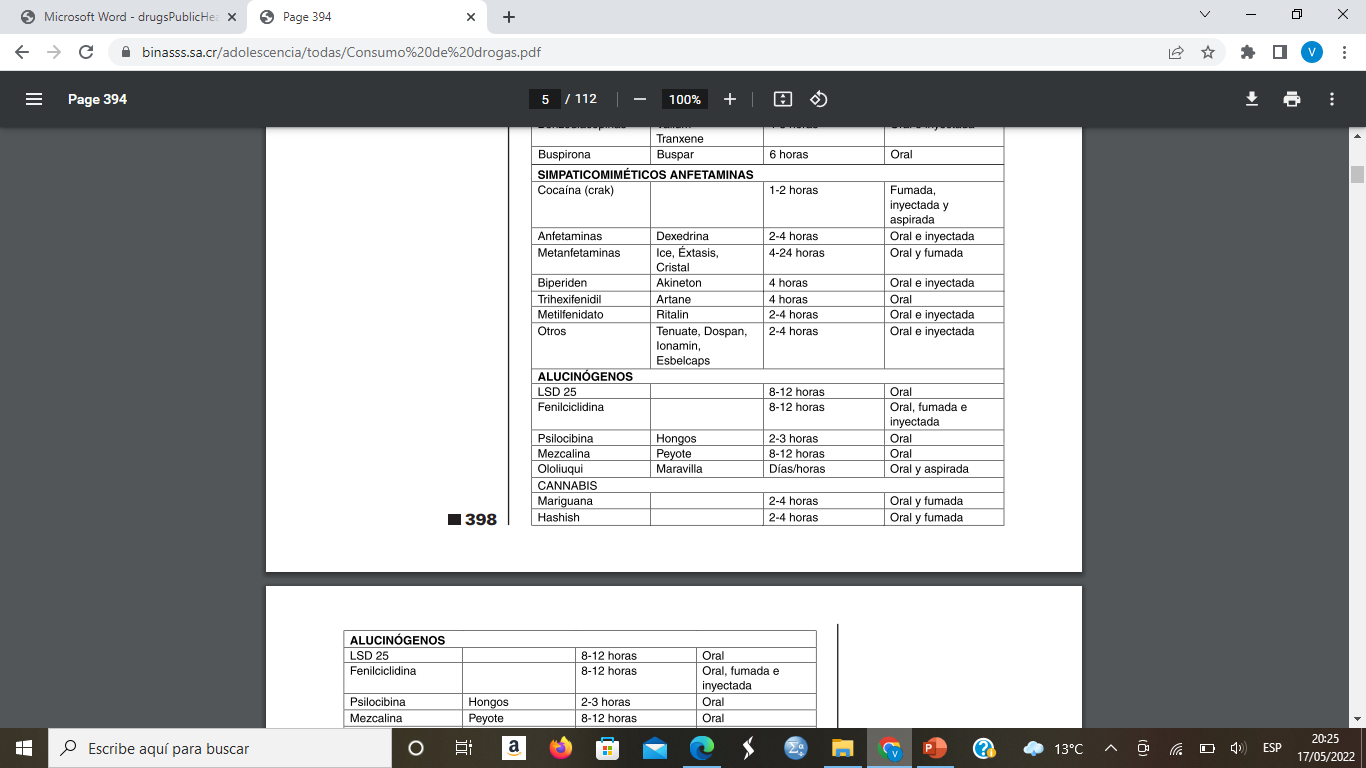 Microsoft Word - drugsPublicHea
Page 394
binasss.sa.cr/adolescencia/todas/Consumo%20de%20drogas.pdf
V
Page 394
5 / 112
100%
Tranxene
Buspirona Buspar 6 horas Oral
SIMPATICOMIMÉTICOS ANFETAMINAS
Cocaína (crak) 1-2 horas Fumada,
inyectada y
aspirada
Anfetaminas Dexedrina 2-4 horas Oral e inyectada
Metanfetaminas Ice, Éxtasis, 4-24 horas Oral y fumada
Cristal
Biperiden Akineton 4 horas Oral e inyectada
Trihexifenidil Artane 4 horas Oral
Metilfenidato Ritalin 2-4 horas Oral e inyectada
Otros Tenuate, Dospan, 2-4 horas Oral e inyectada
Ionamin,
Esbelcaps
ALUCINÓGENOS
LSD 25 8-12 horas Oral
Fenilciclidina 8-12 horas Oral, fumada e
inyectada
Psilocibina Hongos 2-3 horas Oral
Mezcalina Peyote 8-12 horas Oral
Ololiuqui Maravilla Días/horas Oral y aspirada
CANNABIS
Mariguana 2-4 horas Oral y fumada
Hashish 2-4 horas Oral y fumada
398
ALUCINÓGENOS
LSD 25 8-12 horas Oral
Fenilciclidina 8-12 horas Oral, fumada e
inyectada
Psilocibina Hongos 2-3 horas Oral
Mezcalina Peyote 8-12 horas Oral
Escribe aquí para buscar
13°C
ESP
20:25
17/05/2022